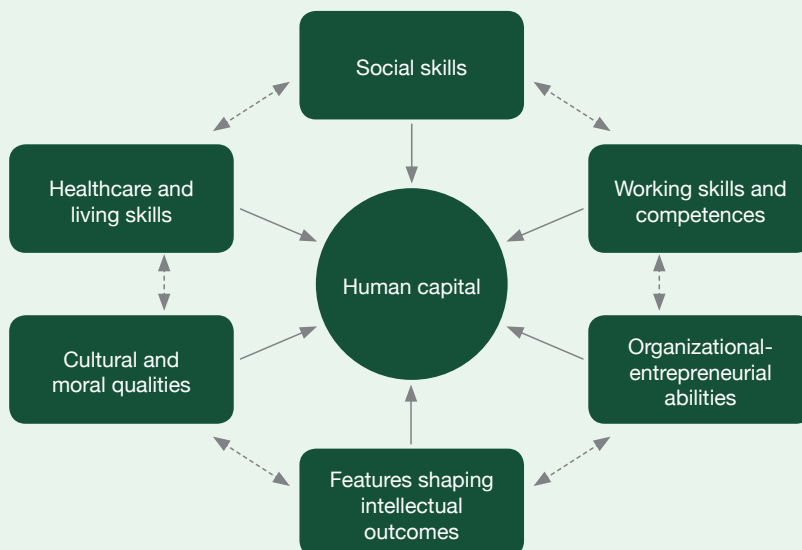 Social skills
Healthcare and
living skills
Working skills and
competences
Human capital
Cultural and
moral qualities
Organizational-
entrepreneurial
abilities
Features shaping
intellectual
outcomes